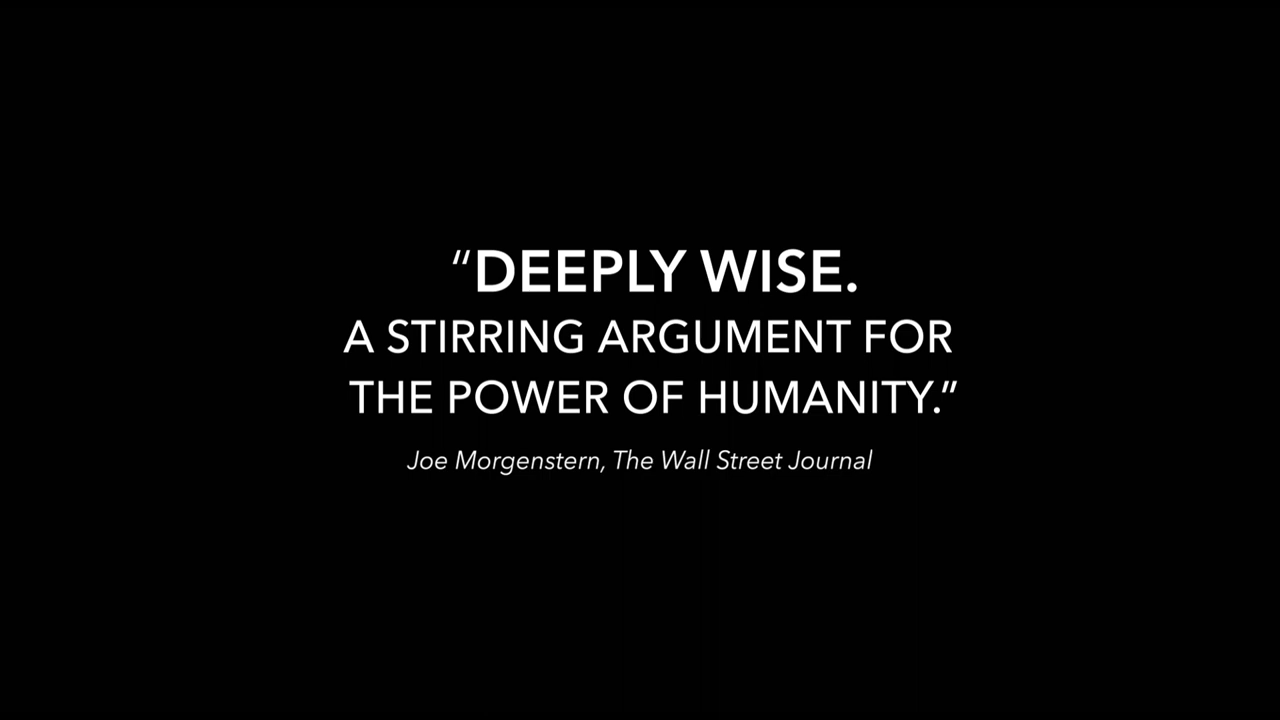 “DEEPLY WISE.
A STIRRING ARGUMENT FOR
THE POWER OF HUMANITY.”
Joe Morgenstern, The Wall Street Journal